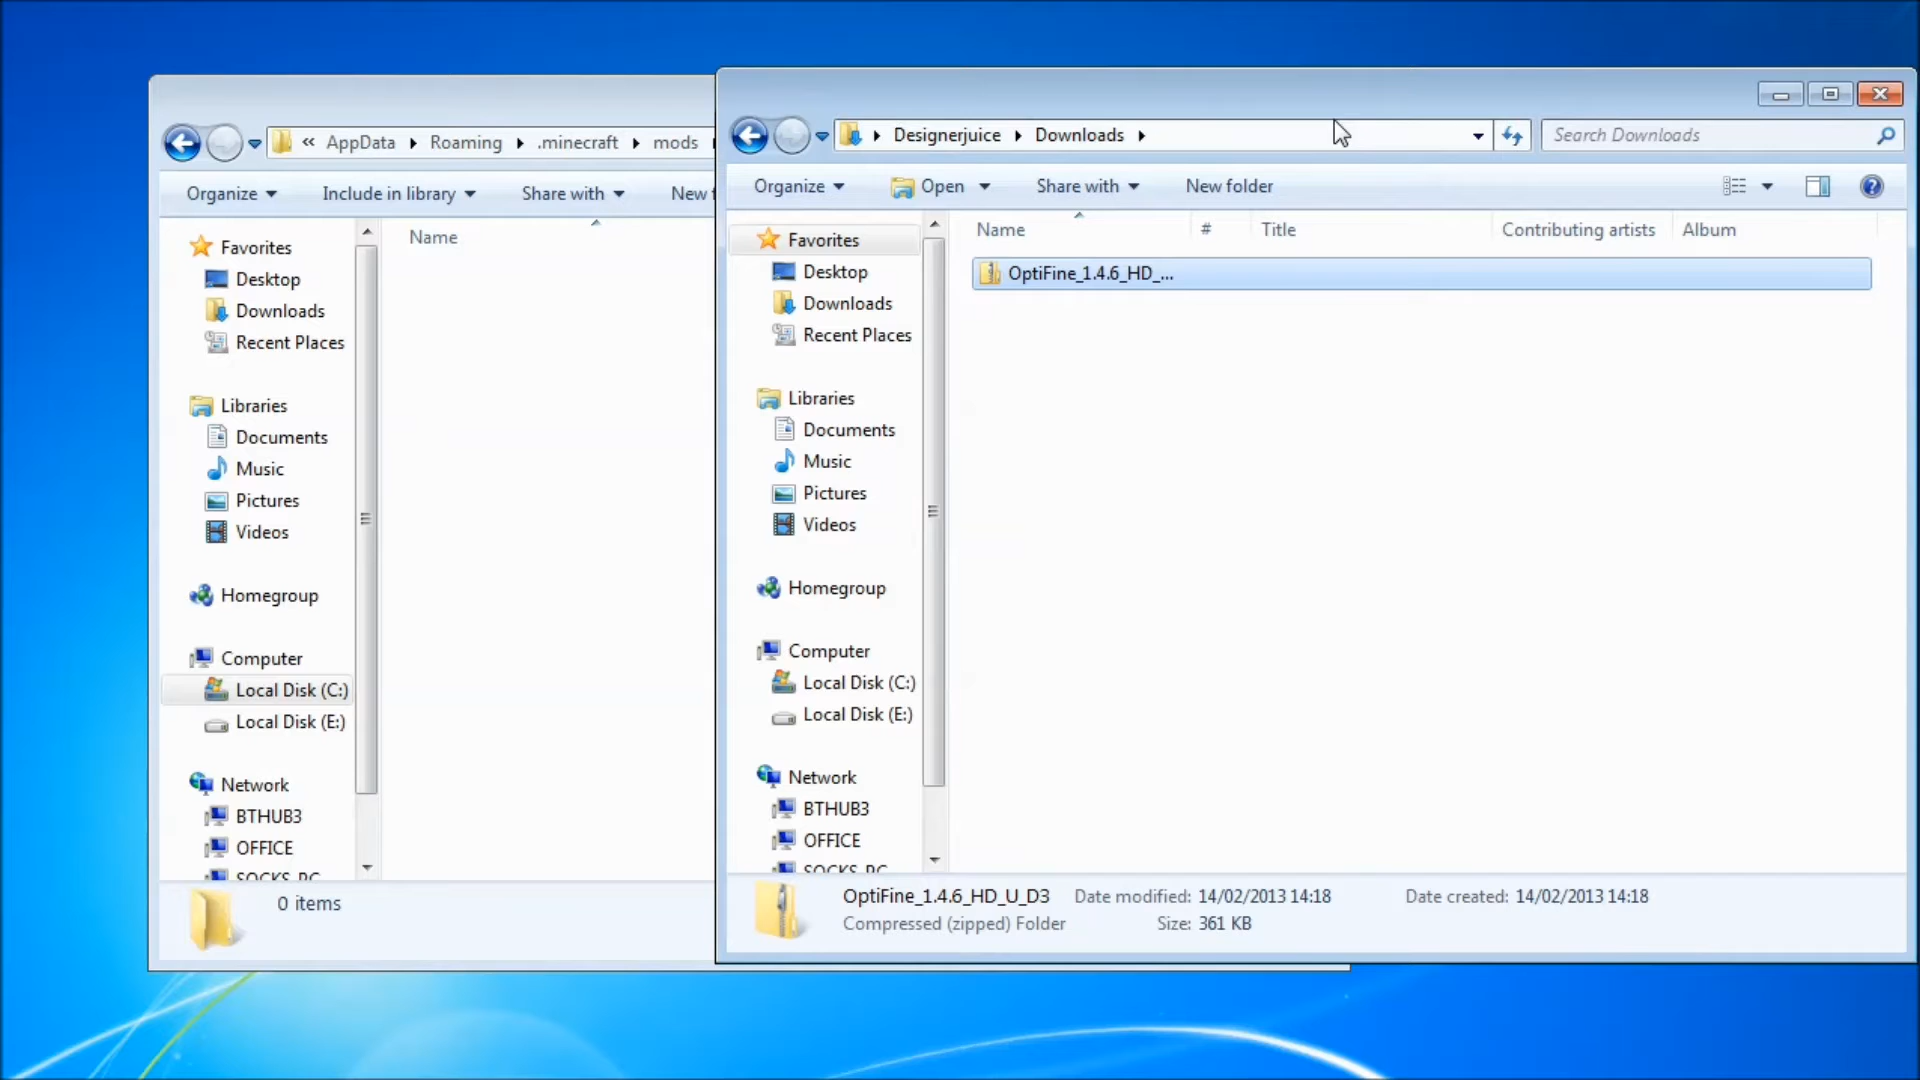 « AppData ▸ Roaming ▸ .minecraft ▸ mods
Organize Include in library Share with New f
Favorites
Desktop
Downloads
Recent Places
Libraries
Documents
Music
Pictures
Videos
Homegroup
Computer
Local Disk (C:)
Local Disk (E:)
Network
BTHUB3
OFFICE
SOCKS_PC
Name
0 items
Designerjuice ▸ Downloads ▸
Search Downloads
Organize Open Share with New folder
Favorites
Desktop
Downloads
Recent Places
Libraries
Documents
Music
Pictures
Videos
Homegroup
Computer
Local Disk (C:)
Local Disk (E:)
Network
BTHUB3
OFFICE
SOCKS_PC
Name # Title Contributing artists Album
OptiFine_1.4.6_HD_...
OptiFine_1.4.6_HD_U_D3 Date modified: 14/02/2013 14:18 Date created: 14/02/2013 14:18
Compressed (zipped) Folder Size: 361 KB